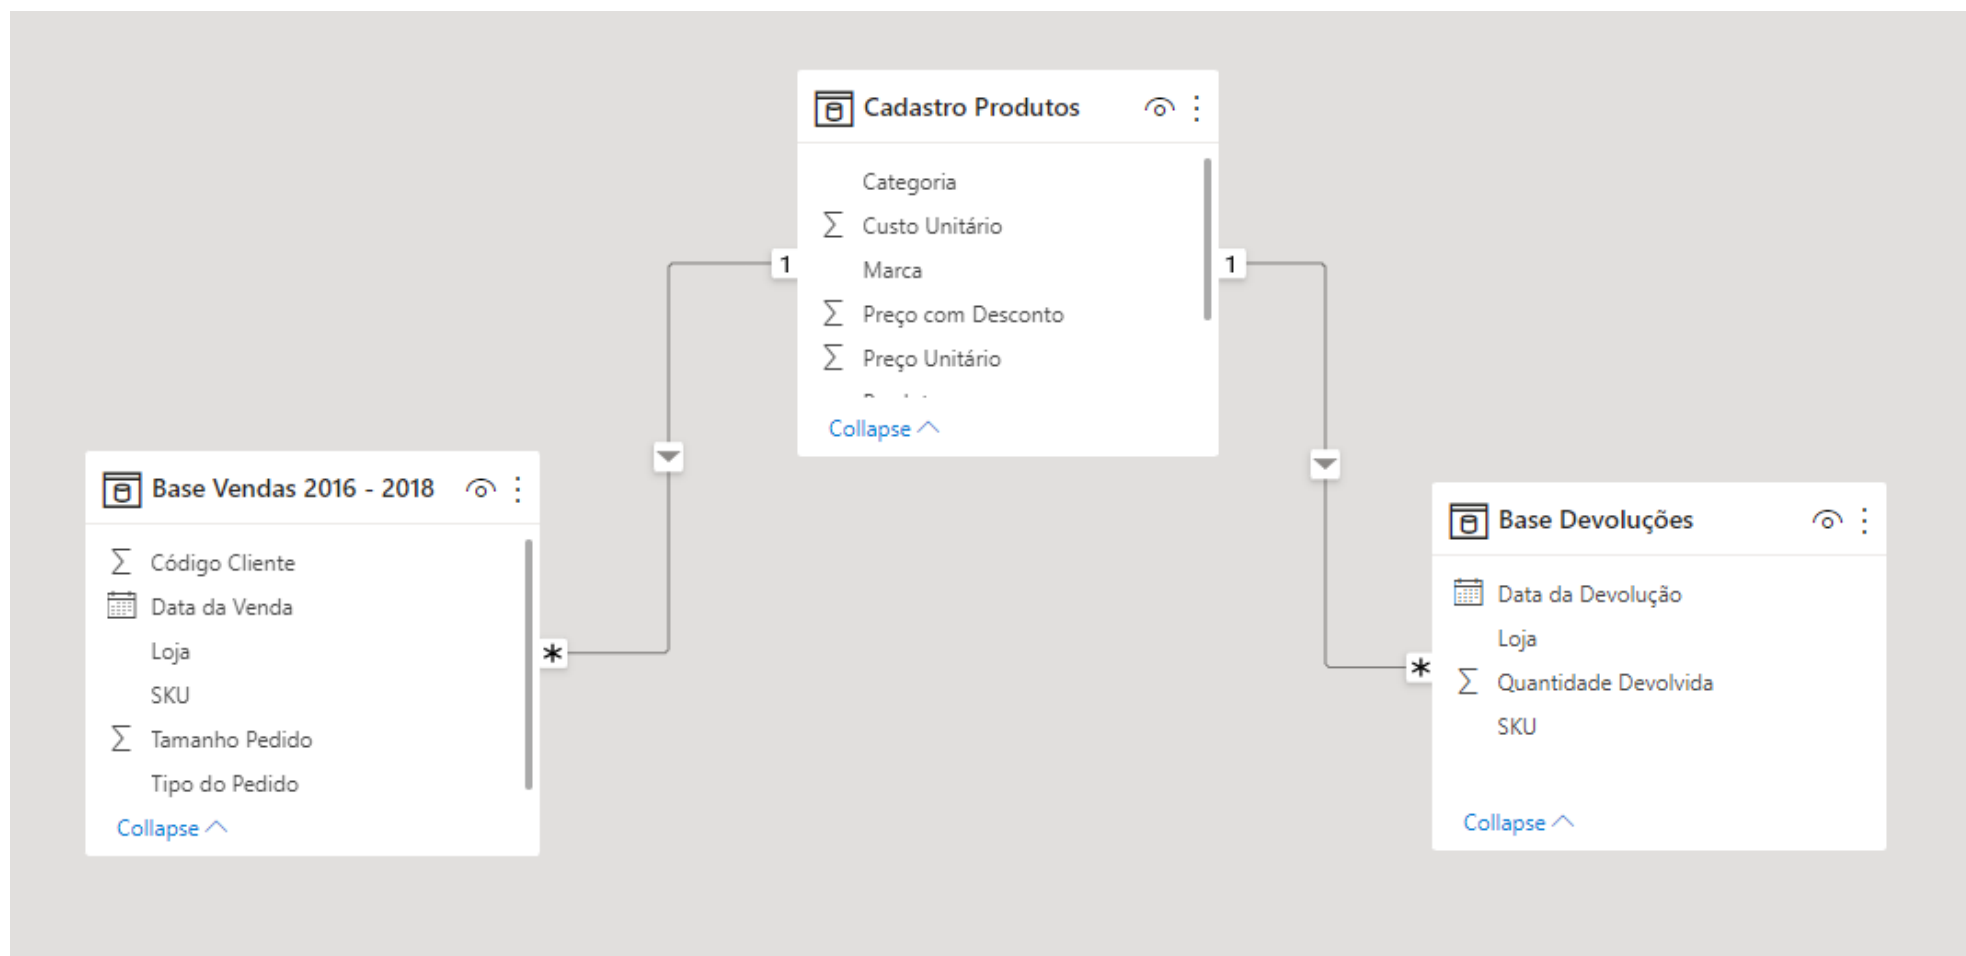 Cadastro Produtos
Categoria
Custo Unitário
Marca
Preço com Desconto
Preço Unitário
Collapse
1
1
Base Vendas 2016 - 2018
Código Cliente
Data da Venda
Loja
SKU
Tamanho Pedido
Tipo do Pedido
Collapse
*
Base Devoluções
Data da Devolução
Loja
Quantidade Devolvida
SKU
Collapse
*